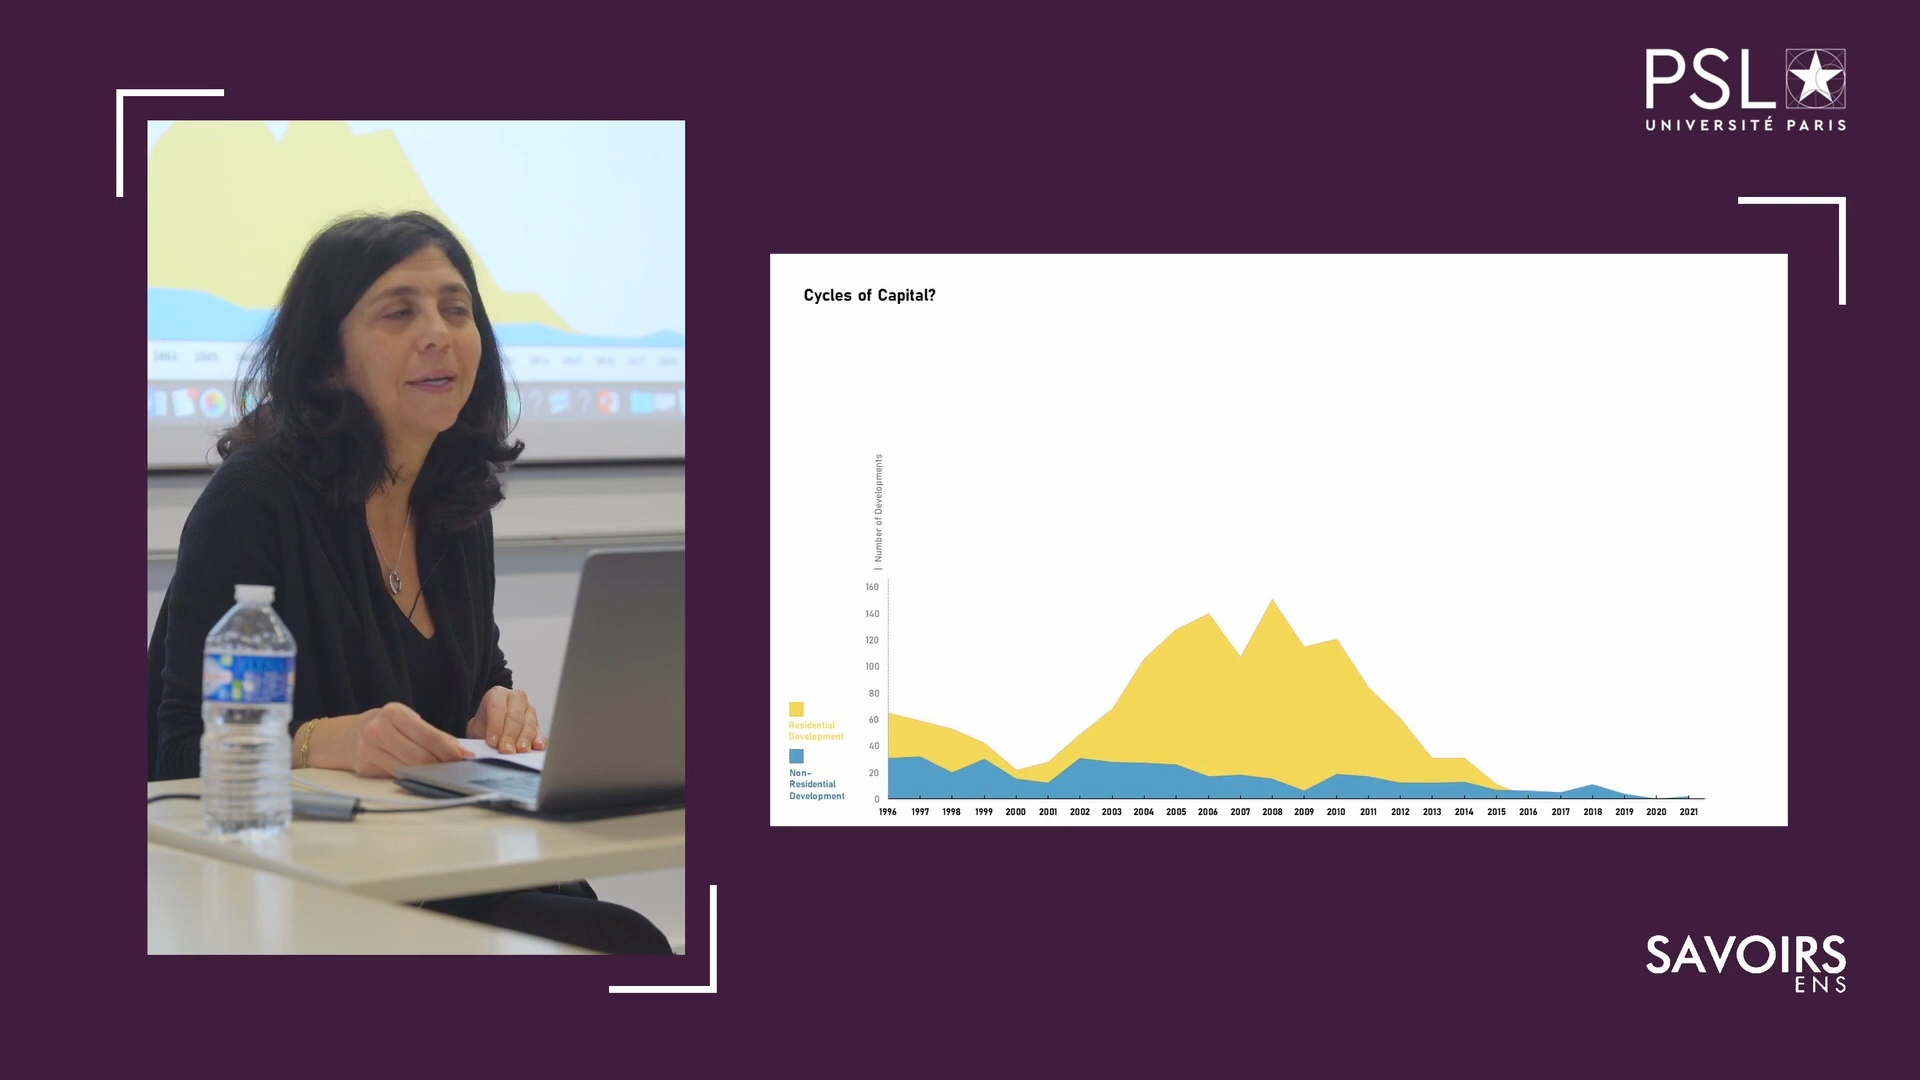 PSL
UNIVERSITÉ PARIS
Cycles of Capital?
| Number of Developments
160
140
120
100
80
60
40
20
0
Residential
Development
Non-
Residential
Development
1996 1997 1998 1999 2000 2001 2002 2003 2004 2005 2006 2007 2008 2009 2010 2011 2012 2013 2014 2015 2016 2017 2018 2019 2020 2021
2004 2005
SAVOIRS
ENS